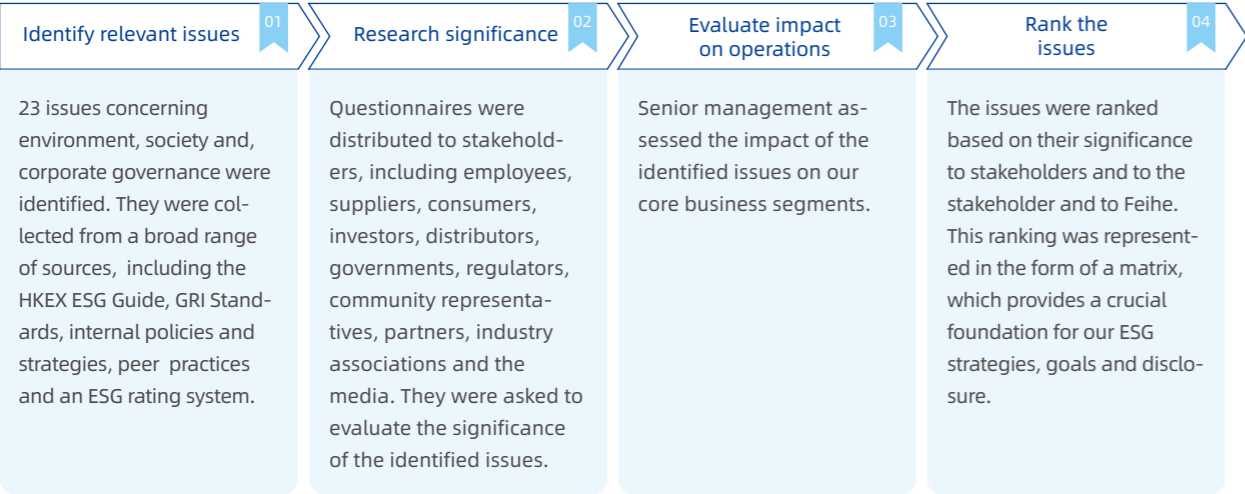 Identify relevant issues
01
23 issues concerning
environment, society and,
corporate governance were
identified. They were col-
lected from a broad range
of sources, including the
HKEX ESG Guide, GRI Stand-
ards, internal policies and
strategies, peer practices
and an ESG rating system.
Research significance
02
Questionnaires were
distributed to stakehold-
ers, including employees,
suppliers, consumers,
investors, distributors,
governments, regulators,
community representa-
tives, partners, industry
associations and the
media. They were asked to
evaluate the significance
of the identified issues.
Evaluate impact
on operations
03
Senior management as-
sessed the impact of the
identified issues on our
core business segments.
Rank the
issues
04
The issues were ranked
based on their significance
to stakeholders and to the
stakeholder and to Feihe.
This ranking was represent-
ed in the form of a matrix,
which provides a crucial
foundation for our ESG
strategies, goals and disclo-
sure.